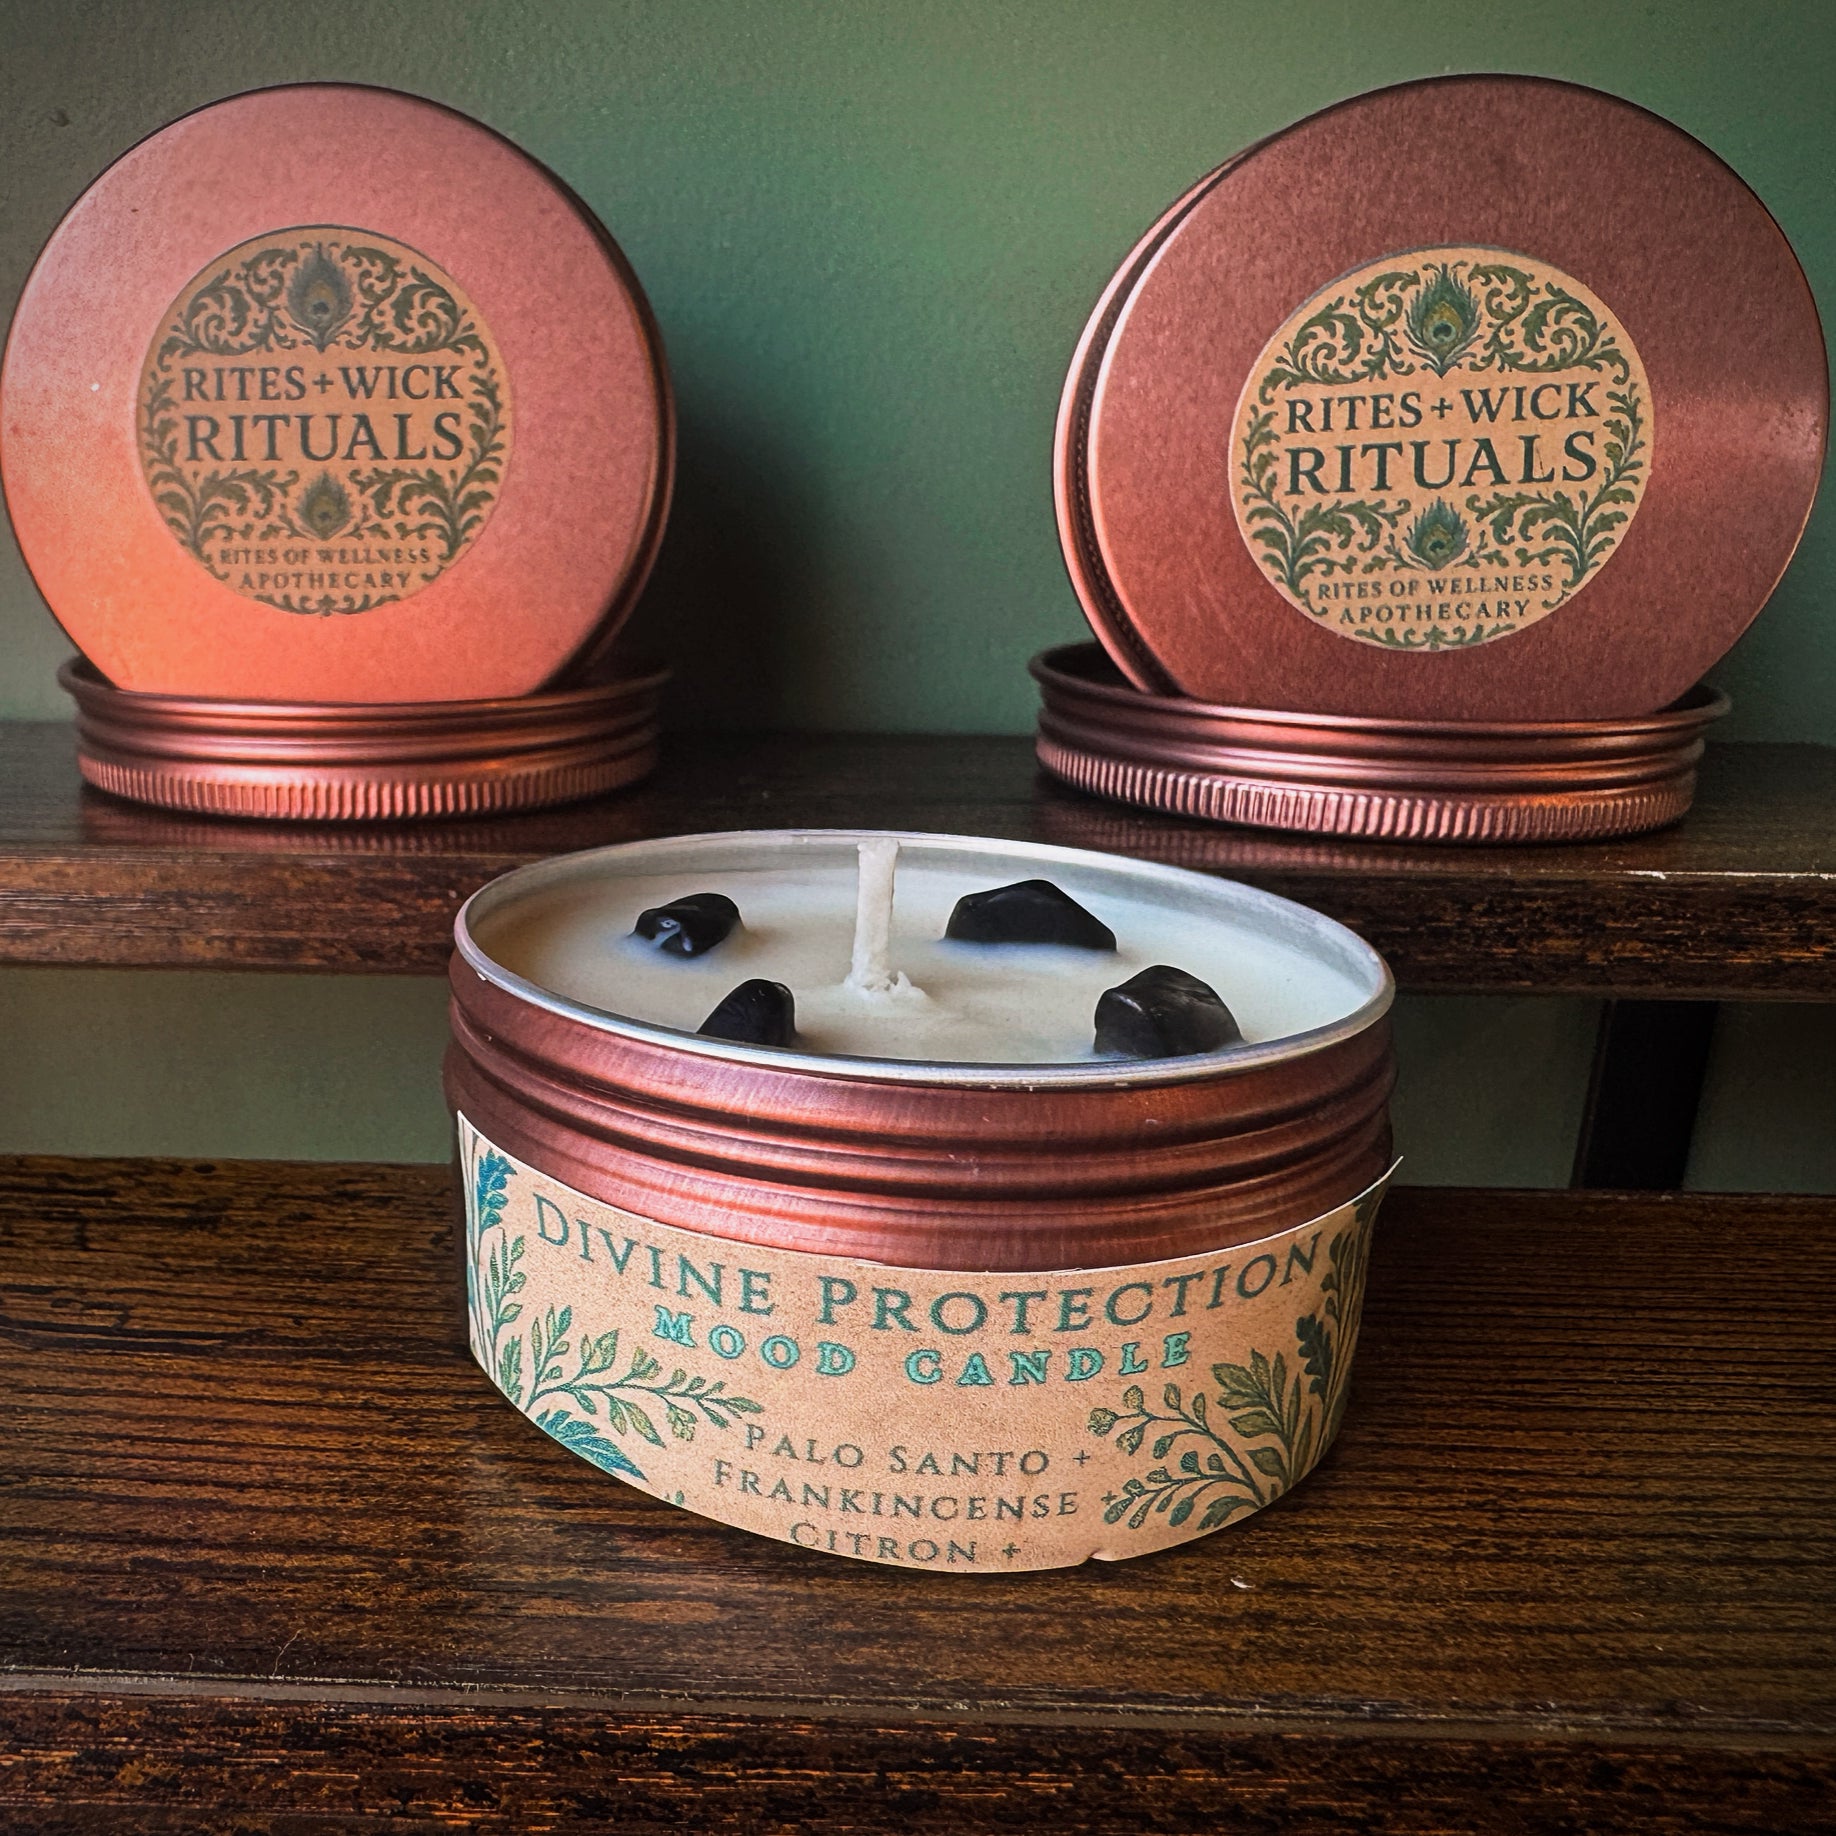 RITES+WICK
RITUALS
RITES OF WELLNESS
APOTHECARY
RITES+WICK
RITUALS
RITES OF WELLNESS
APOTHECARY
DIVINE PROTECTION
MOOD CANDLE
PALO SANTO +
FRANKINCENSE +
CITRON +